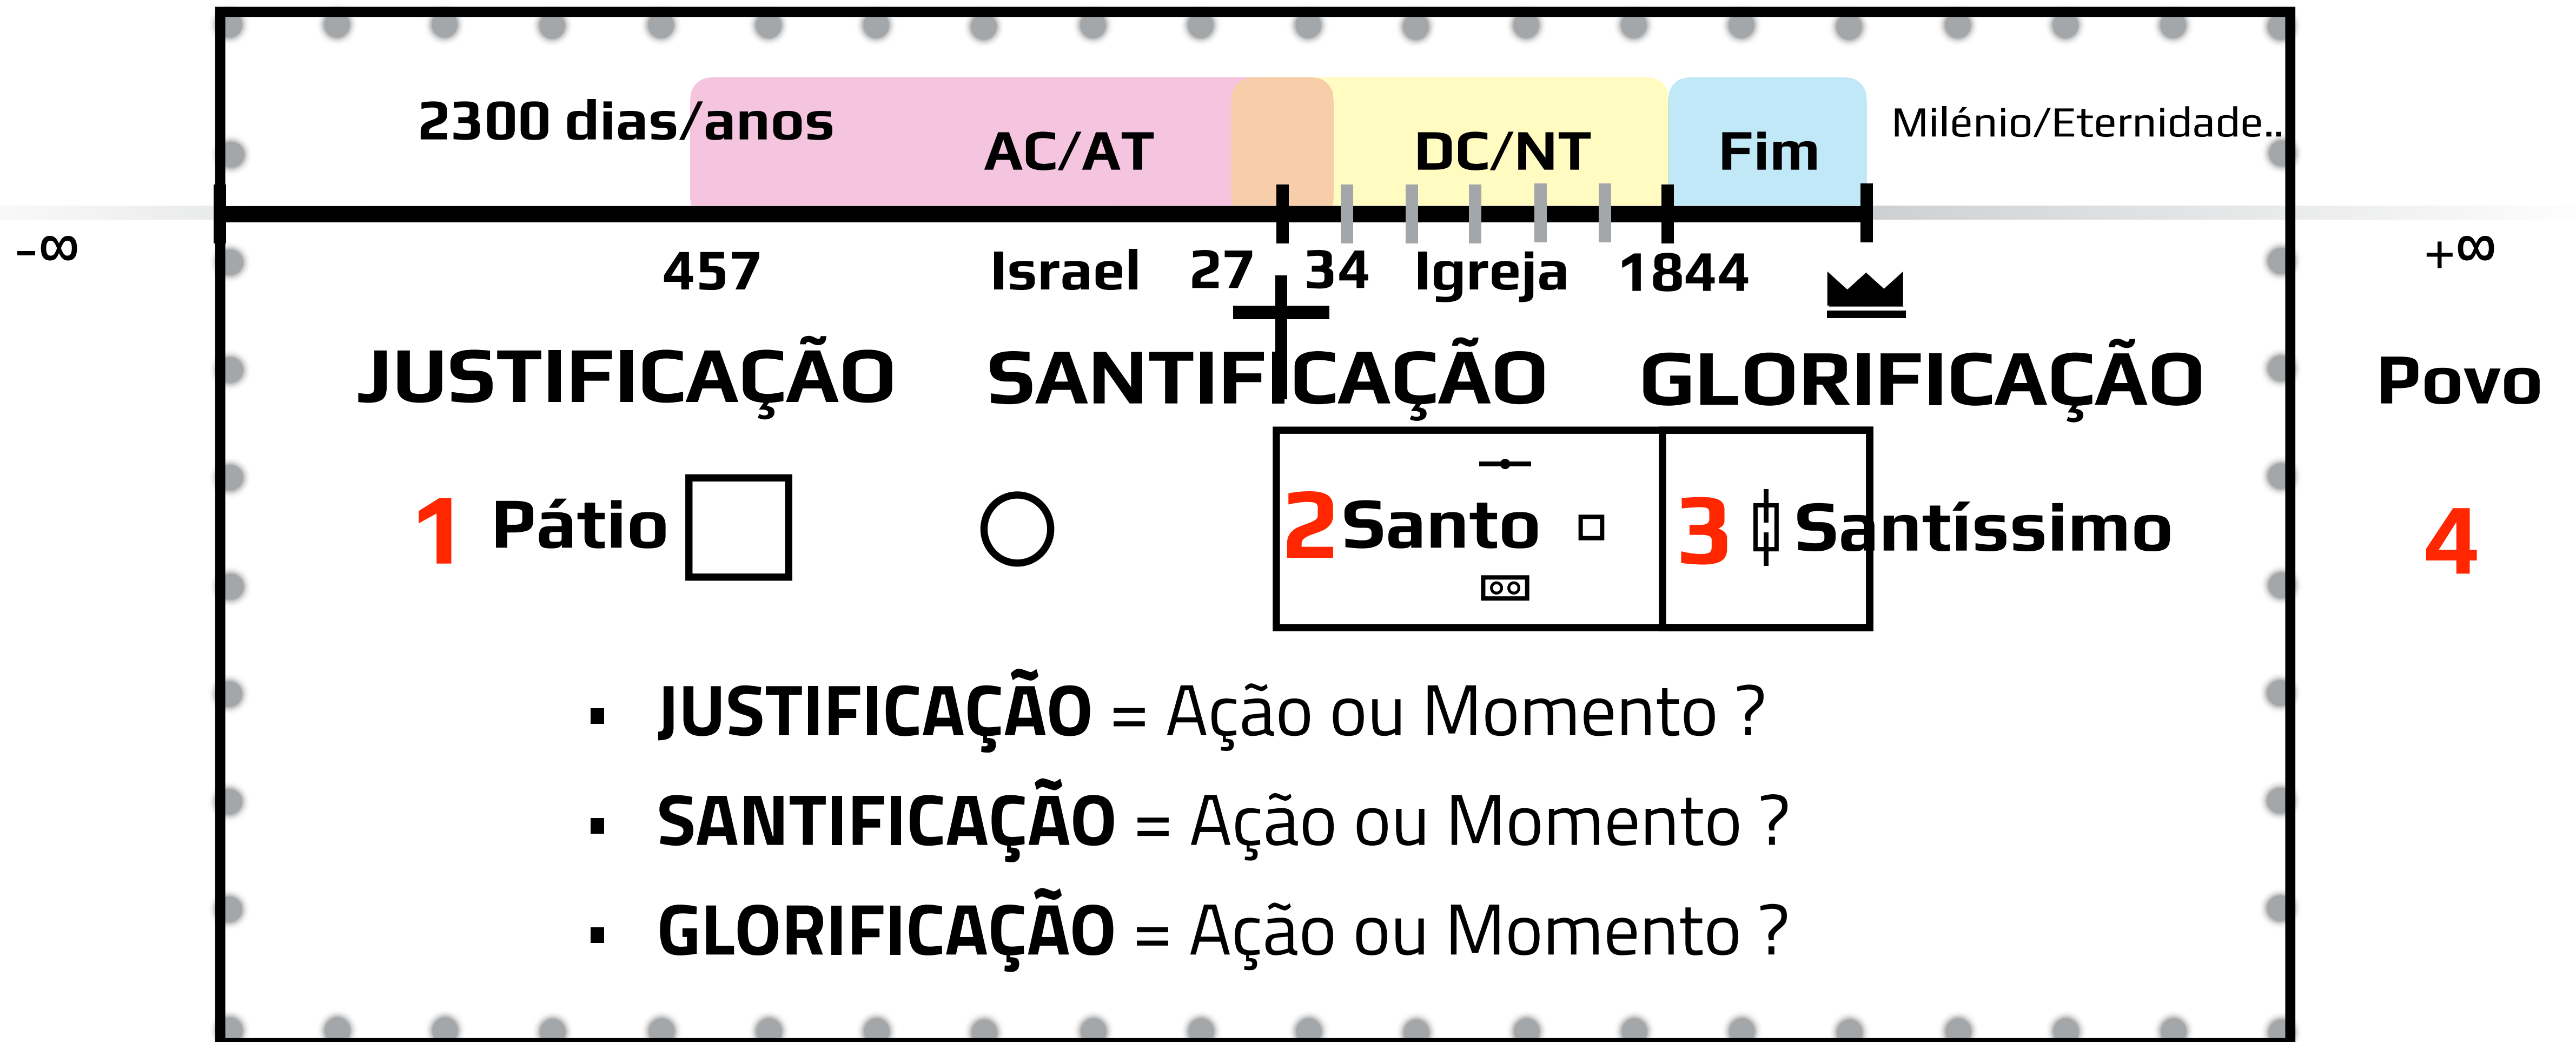 2300 dias/anos
AC/AT
DC/NT
Fim
Milénio/Eternidade..
-∞
457
Israel
27
34
Igreja
1844
+∞
JUSTIFICAÇÃO
SANTIFICAÇÃO
GLORIFICAÇÃO
Povo
1 Pátio
2 Santo
3 Santíssimo
4
▪ JUSTIFICAÇÃO = Ação ou Momento ?
▪ SANTIFICAÇÃO = Ação ou Momento ?
▪ GLORIFICAÇÃO = Ação ou Momento ?